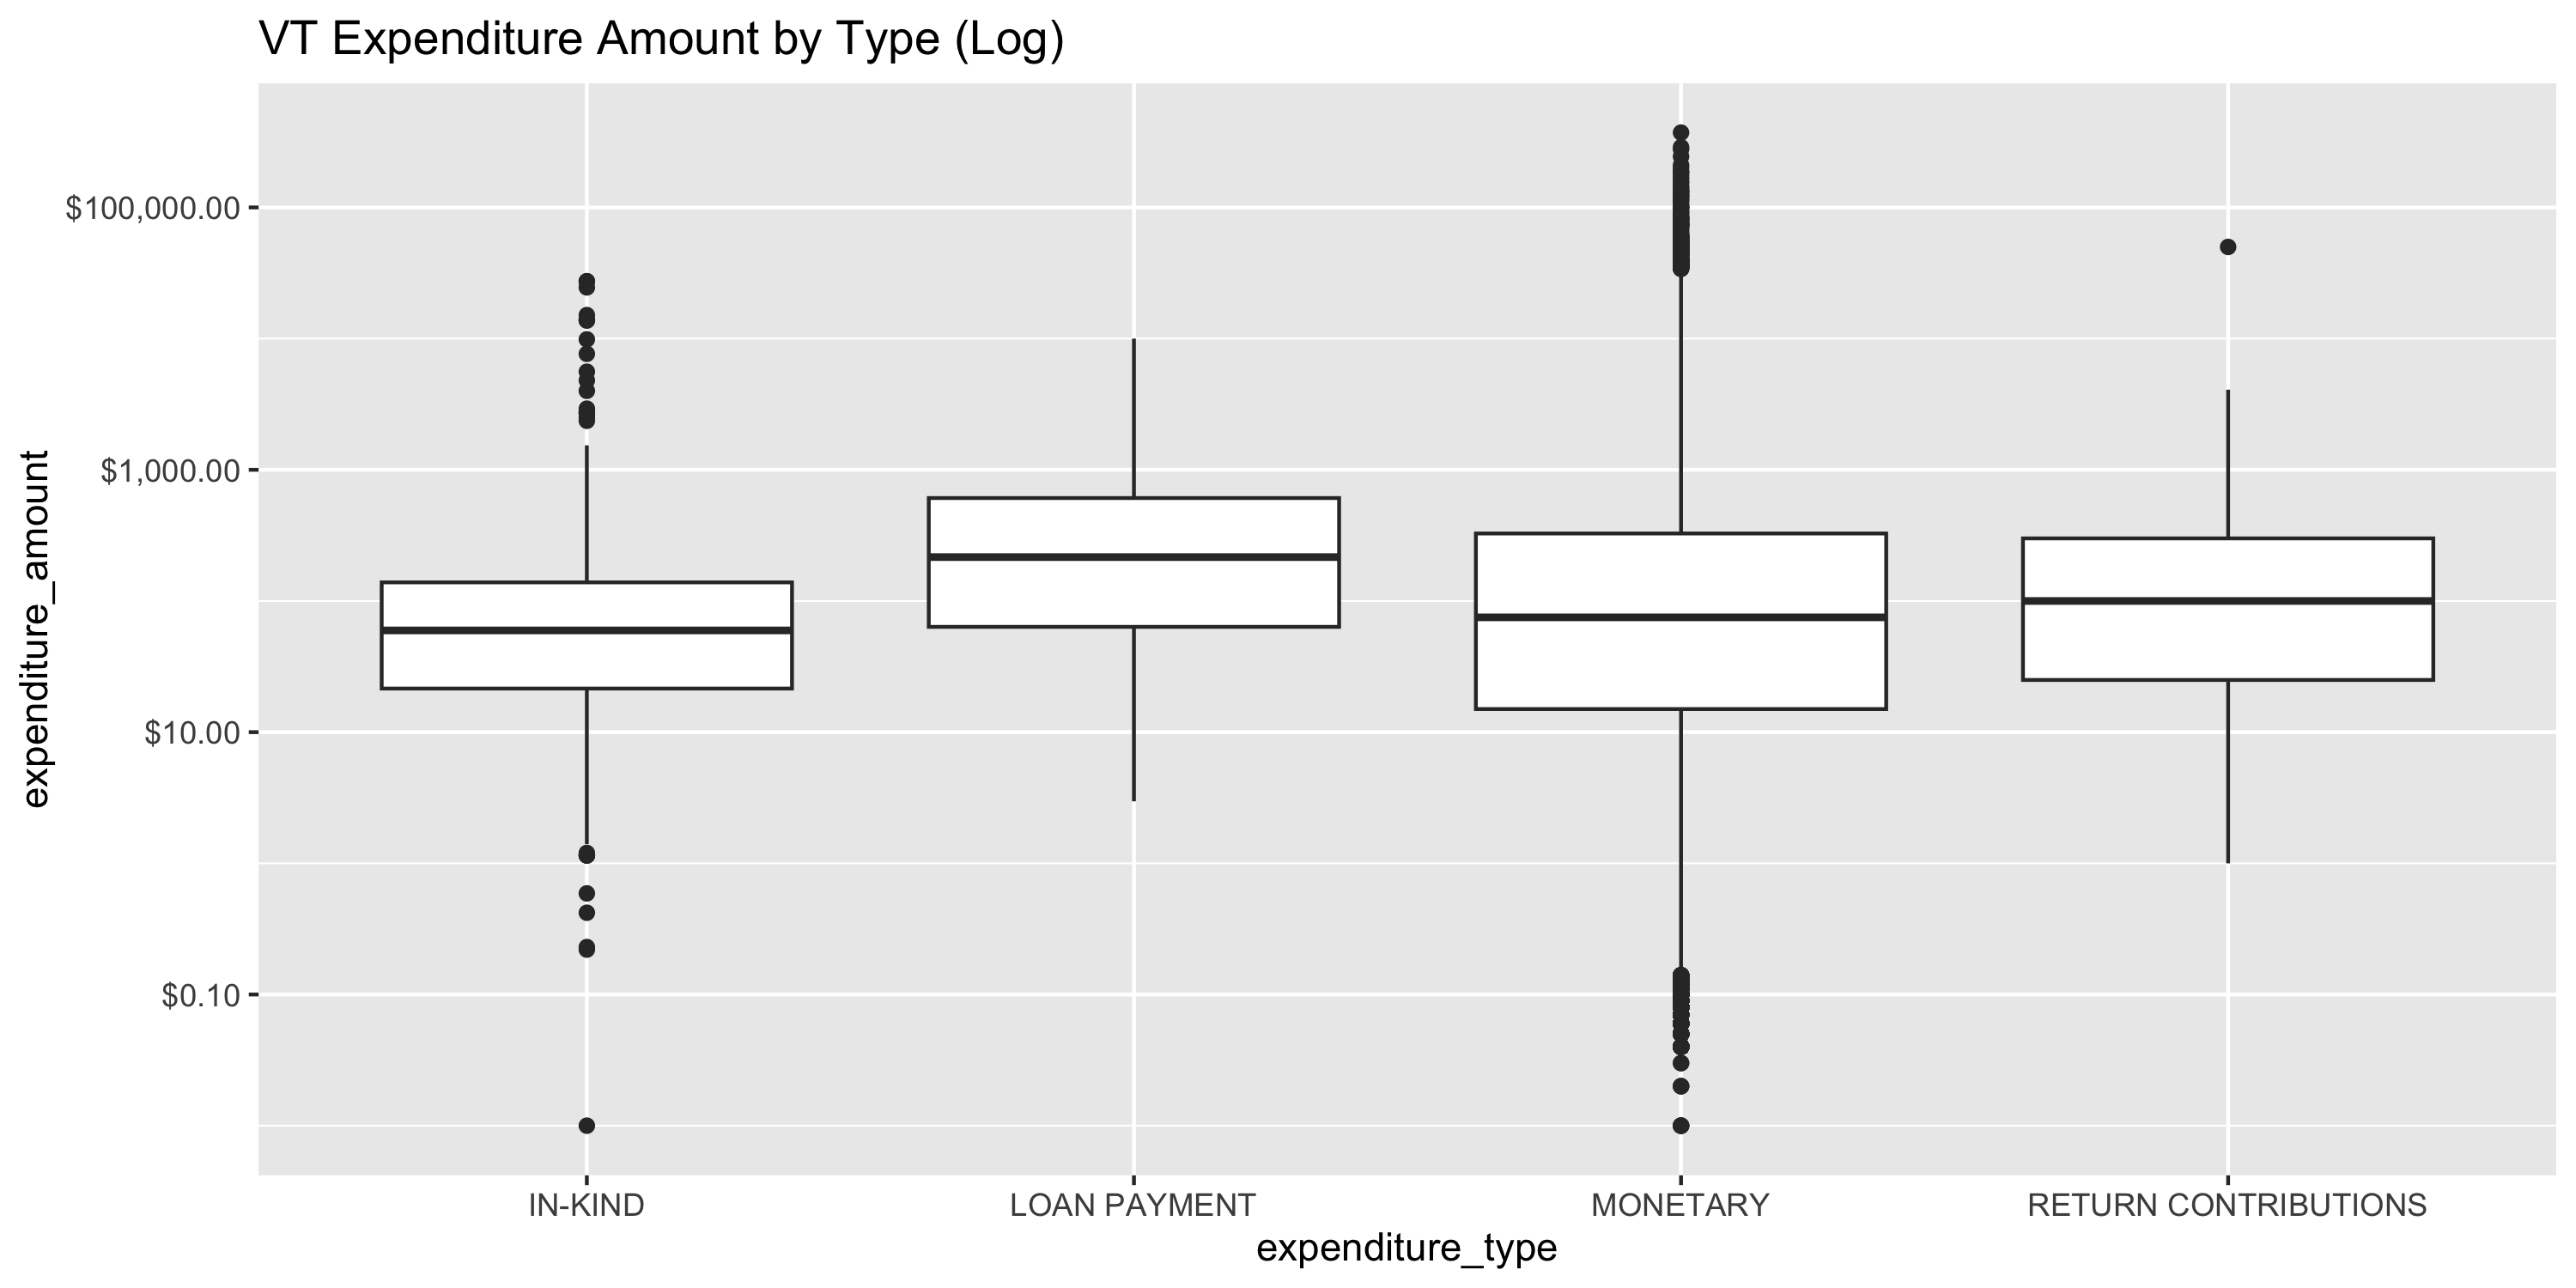 VT Expenditure Amount by Type (Log)
expenditure_amount
$100,000.00
$1,000.00
$10.00
$0.10
IN-KIND
LOAN PAYMENT
MONETARY
RETURN CONTRIBUTIONS
expenditure_type